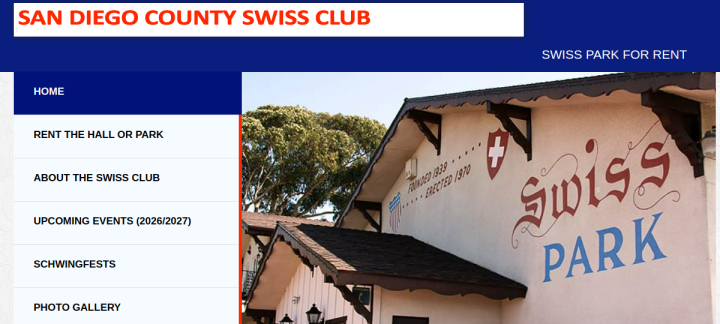 SAN DIEGO COUNTY SWISS CLUB
SWISS PARK FOR RENT
HOME
RENT THE HALL OR PARK
ABOUT THE SWISS CLUB
UPCOMING EVENTS (2026/2027)
SCHWINGFESTS
PHOTO GALLERY
FOUNDED 1939
ERECTED 1970
Swiss
PARK